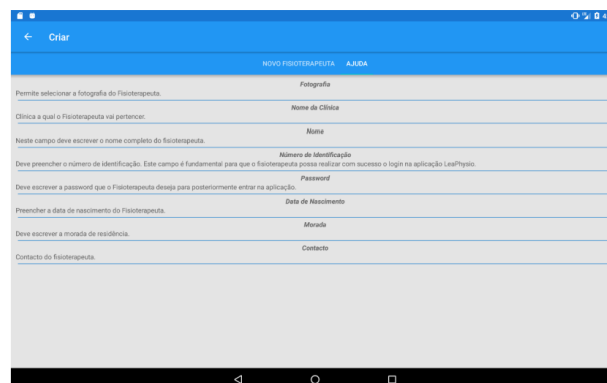 Criar
NOVO FISIOTERAPEUTA AJUDA
Fotografia
Permite selecionar a fotografia do Fisioterapeuta.
Nome da Clínica
Clínica a qual o Fisioterapeuta vai pertencer.
Nome
Neste campo deve escrever o nome completo do fisioterapeuta.
Número de Identificação
Deve preencher o número de identificação. Este campo é fundamental para que o fisioterapeuta possa realizar com sucesso o login na aplicação LeaPhysio.
Password
Deve escrever a password que o Fisioterapeuta deseja para posteriormente entrar na aplicação.
Data de Nascimento
Preencher a data de nascimento do Fisioterapeuta.
Morada
Deve escrever a morada de residência.
Contacto
Contacto do fisioterapeuta.